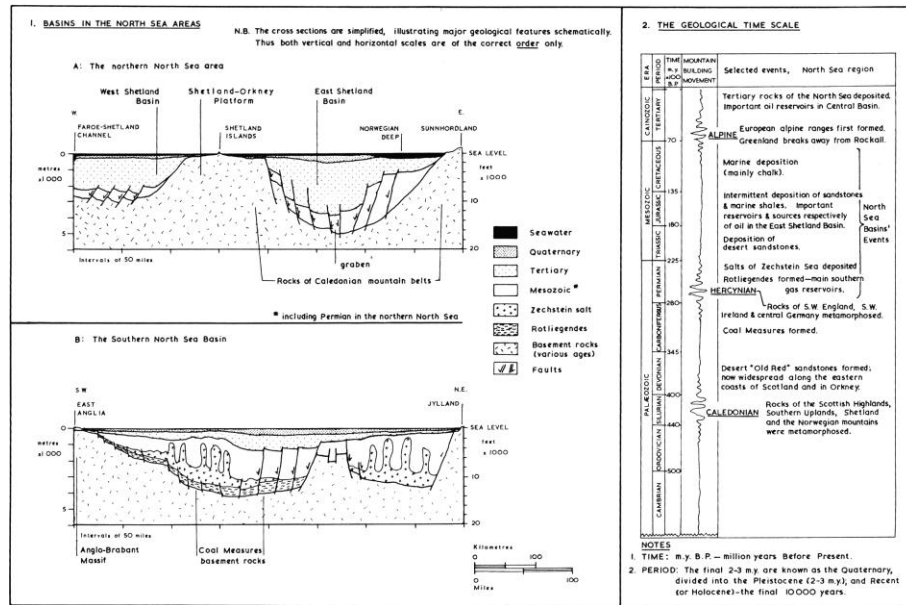 1. BASINS IN THE NORTH SEA AREAS
N.B. The cross sections are simplified, illustrating major geological features schematically.
Thus both vertical and horizontal scales are of the correct order only.
A: The northern North Sea area
West Shetland
Basin
Shetland-Orkney
Platform
East Shetland
Basin
W.
E.
FAROE-SHETLAND
CHANNEL
SHETLAND
ISLANDS
NORWEGIAN
DEEP
SUNNHORDLAND
0
SEA LEVEL
metres
x1000
feet
x1000
10
5
20
graben
Intervals of 50 miles
Rocks of Caledonian mountain belts
* including Permian in the northern North Sea
Seawater
Quaternary
Tertiary
Mesozoic *
Zechstein salt
Rotliegendes
Basement rocks
(various ages)
Faults
B: The Southern North Sea Basin
S.W.
N.E.
EAST
ANGLIA
JYLLAND
0
SEA LEVEL
metres
x1000
feet
x1000
10
5
20
Intervals of 50 miles
Anglo-Brabant
Massif
Coal Measures
basement rocks
Kilometres
0 100
0 100
Miles
2. THE GEOLOGICAL TIME SCALE
ERA
PERIOD
TIME
m.y.
B.P.
MOUNTAIN
BUILDING
MOVEMENT
Selected events, North Sea region
CAINOZOIC
TERTIARY
Tertiary rocks of the North Sea deposited.
Important oil reservoirs in Central Basin.
ALPINE
European alpine ranges first formed.
Greenland breaks away from Rockall.
70
MESOZOIC
CRETACEOUS
Marine deposition
(mainly chalk).
135
JURASSIC
Intermittent deposition of sandstones
& marine shales. Important
reservoirs & sources respectively
of oil in the East Shetland Basin.
North
Sea
Basins'
Events
180
TRIASSIC
Deposition of
desert sandstones.
225
PALÆOZOIC
PERMIAN
Salts of Zechstein Sea deposited
Rotliegendes formed—main southern
gas reservoirs.
HERCYNIAN
260
Rocks of S.W. England, S.W.
Ireland & central Germany metamorphosed.
CARBONIFEROUS
Coal Measures formed.
345
DEVONIAN
Desert "Old Red" sandstones formed;
now widespread along the eastern
coasts of Scotland and in Orkney.
400
SILURIAN
CALEDONIAN
Rocks of the Scottish Highlands,
Southern Uplands, Shetland
and the Norwegian mountains
were metamorphosed.
440
ORDOVICIAN
500
CAMBRIAN
NOTES
1. TIME: m.y. B.P. — million years Before Present.
2. PERIOD: The final 2-3 m.y. are known as the Quaternary,
divided into the Pleistocene (2-3 m.y.); and Recent
(or Holocene)—the final 10000 years.